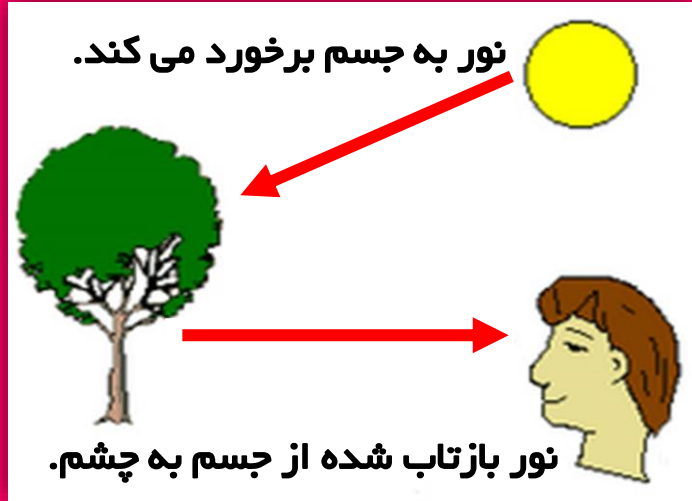 نور به جسم برخورد می کند.
نور بازتاب شده از جسم به چشم.